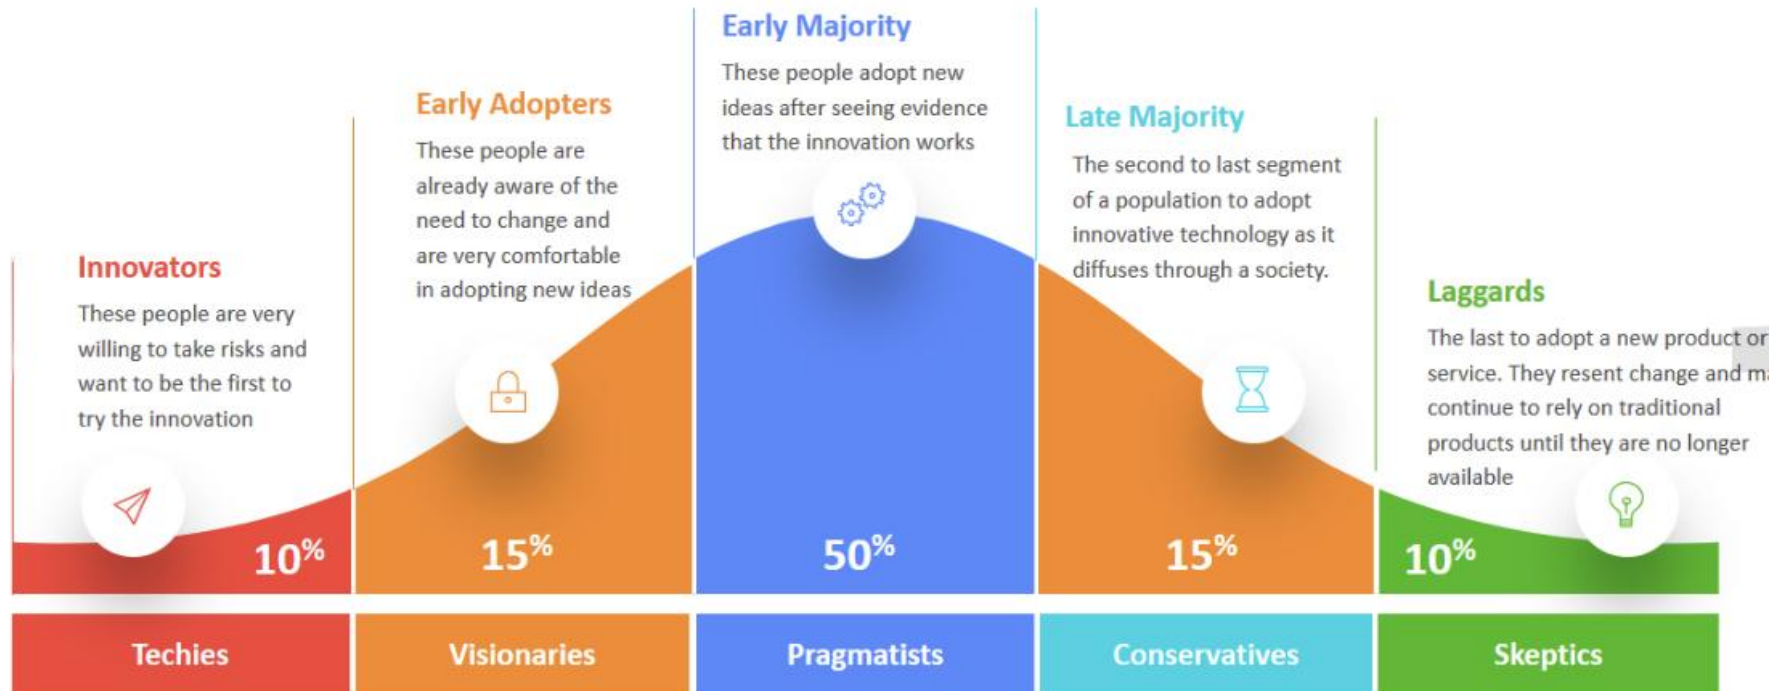 Innovators
These people are very
willing to take risks and
want to be the first to
try the innovation
10%
Techies
Early Adopters
These people are
already aware of the
need to change and
are very comfortable
in adopting new ideas
15%
Visionaries
Early Majority
These people adopt new
ideas after seeing evidence
that the innovation works
50%
Pragmatists
Late Majority
The second to last segment
of a population to adopt
innovative technology as it
diffuses through a society.
15%
Conservatives
Laggards
The last to adopt a new product or
service. They resent change and
continue to rely on traditional
products until they are no longer
available
10%
Skeptics